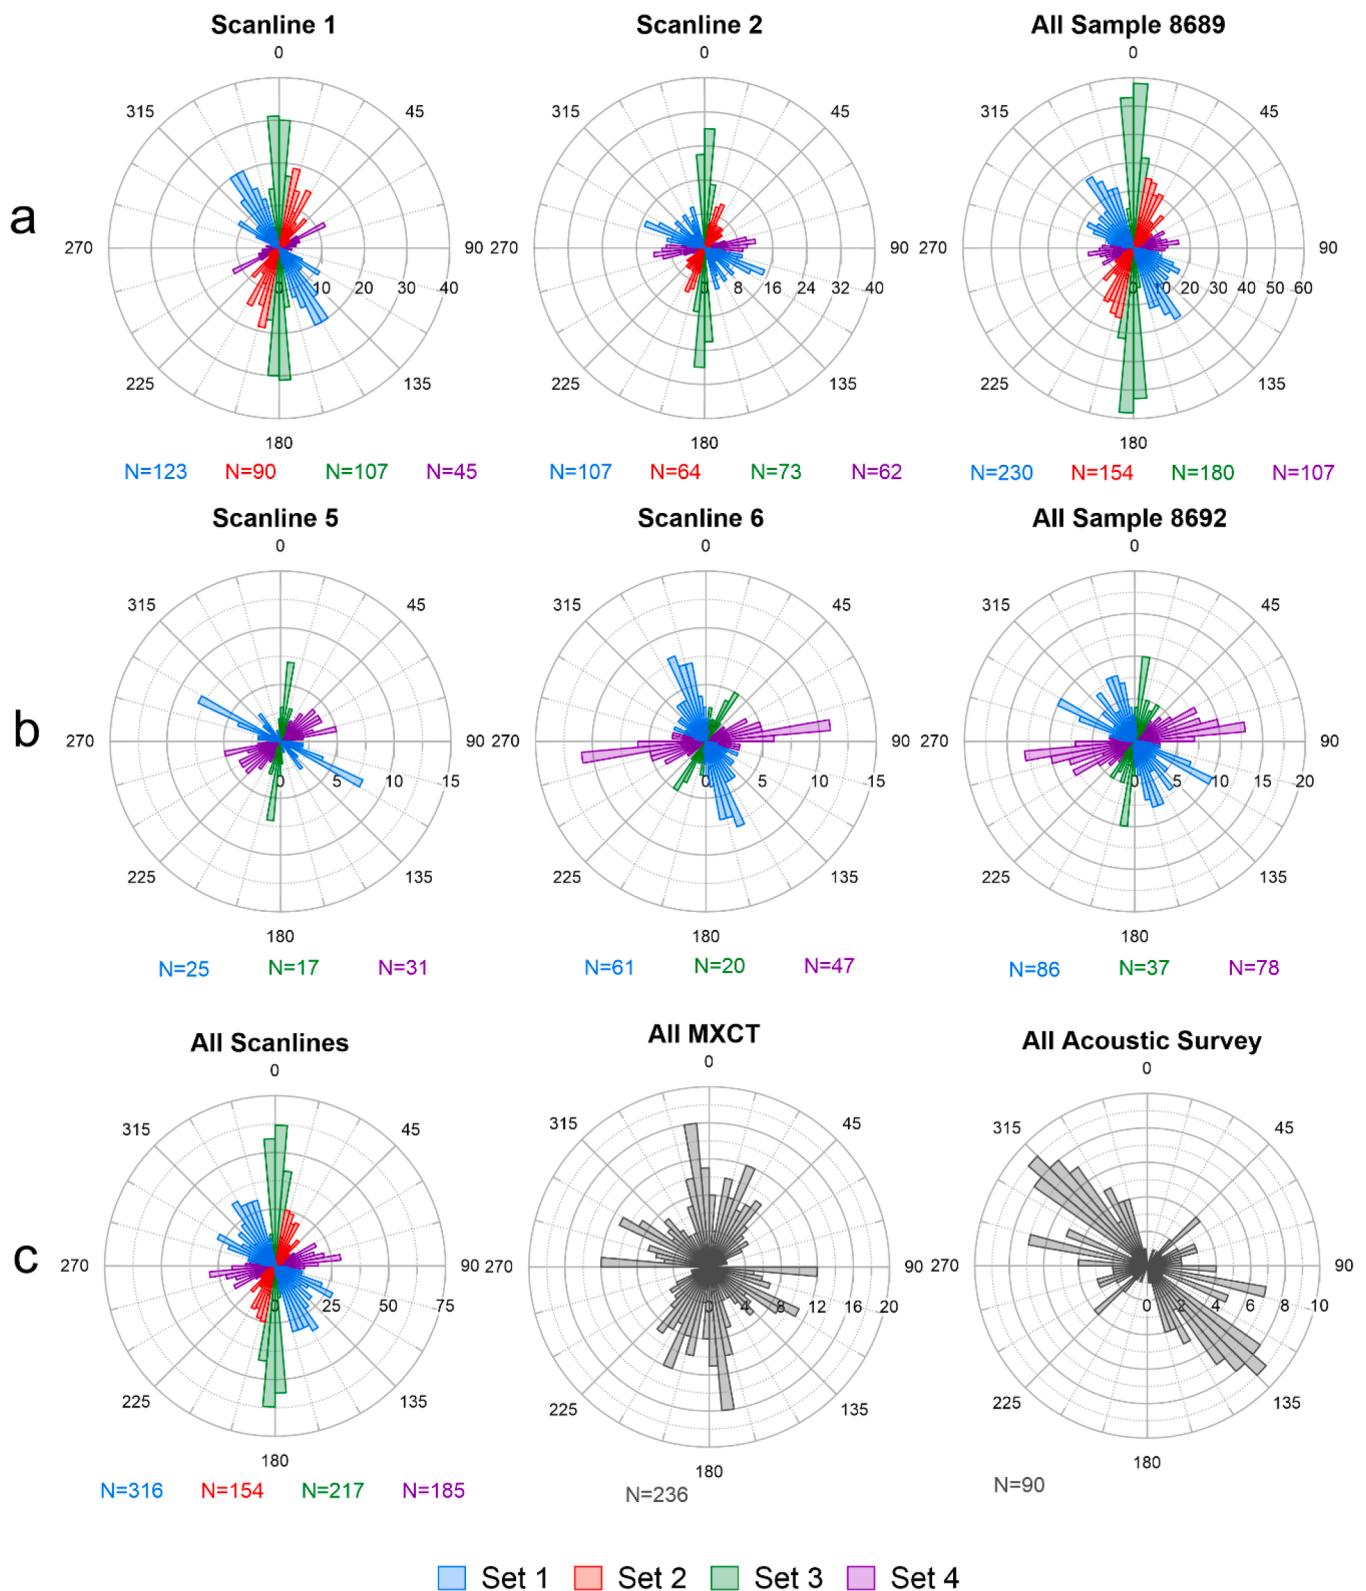 Scanline 1 Scanline 2 All Sample 8689
0 0 0
315 45 315 45 315 45
a
270 90 270 90 270 90
0 10 20 30 40 0 8 16 24 32 40 0 10 20 30 40 50 60
225 135 225 135 225 135
180 180 180
N=123 N=90 N=107 N=45 N=107 N=64 N=73 N=62 N=230 N=154 N=180 N=107
Scanline 5 Scanline 6 All Sample 8692
0 0 0
315 45 315 45 315 45
b
270 90 270 90 270 90
0 5 10 15 0 5 10 15 0 5 10 15 20
225 135 225 135 225 135
180 180 180
N=25 N=17 N=31 N=61 N=20 N=47 N=86 N=37 N=78
All Scanlines All MXCT All Acoustic Survey
0 0 0
315 45 315 45 315 45
c
270 90 270 90 270 90
0 25 50 75 0 4 8 12 16 20 0 2 4 6 8 10
225 135 225 135 225 135
180 180 180
N=316 N=154 N=217 N=185 N=236 N=90
Set 1 Set 2 Set 3 Set 4